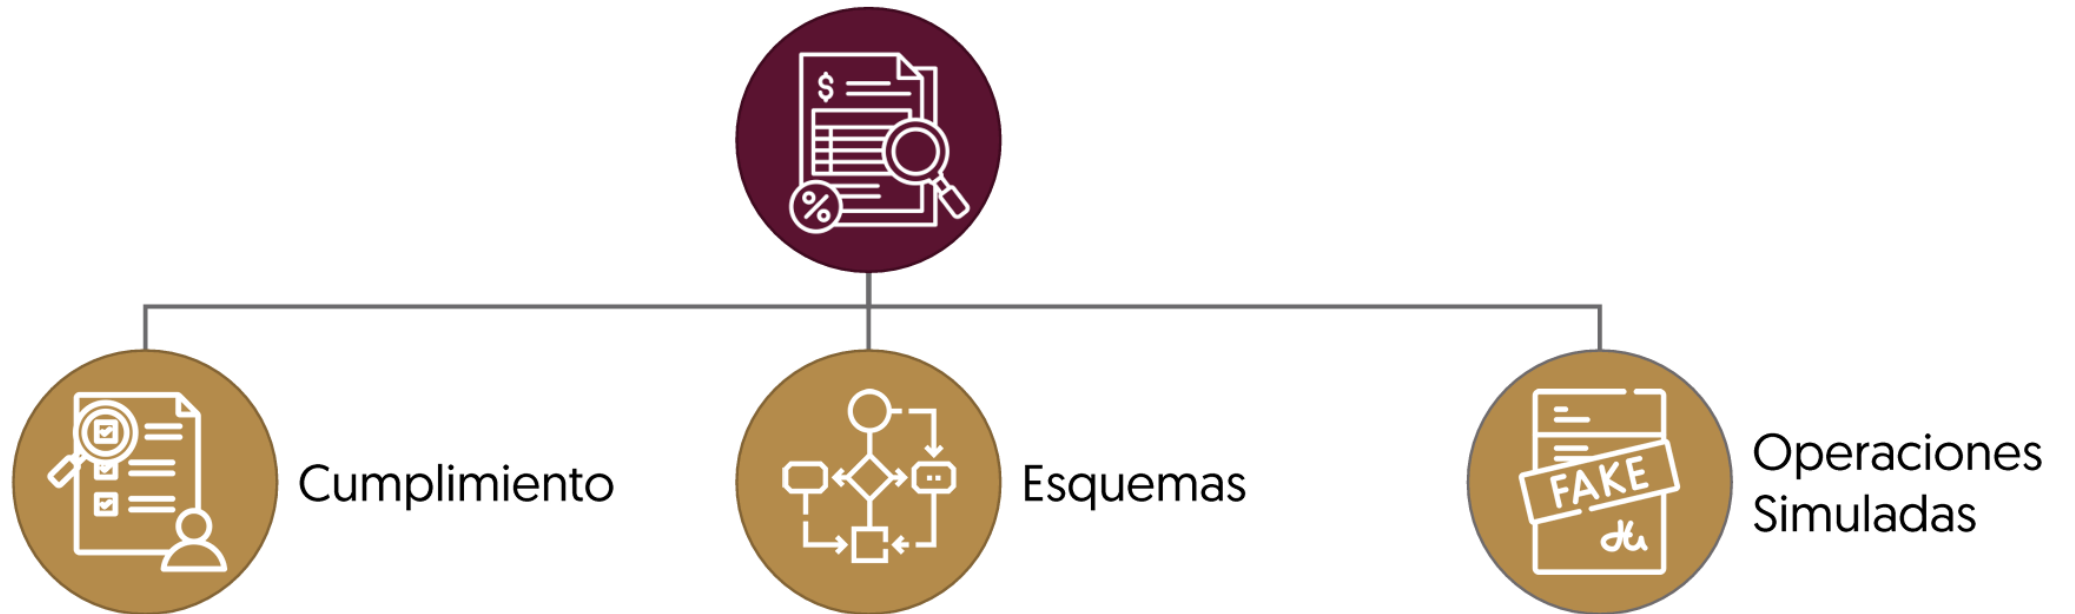 $
%
Cumplimiento
Esquemas
FAKE
Operaciones
Simuladas